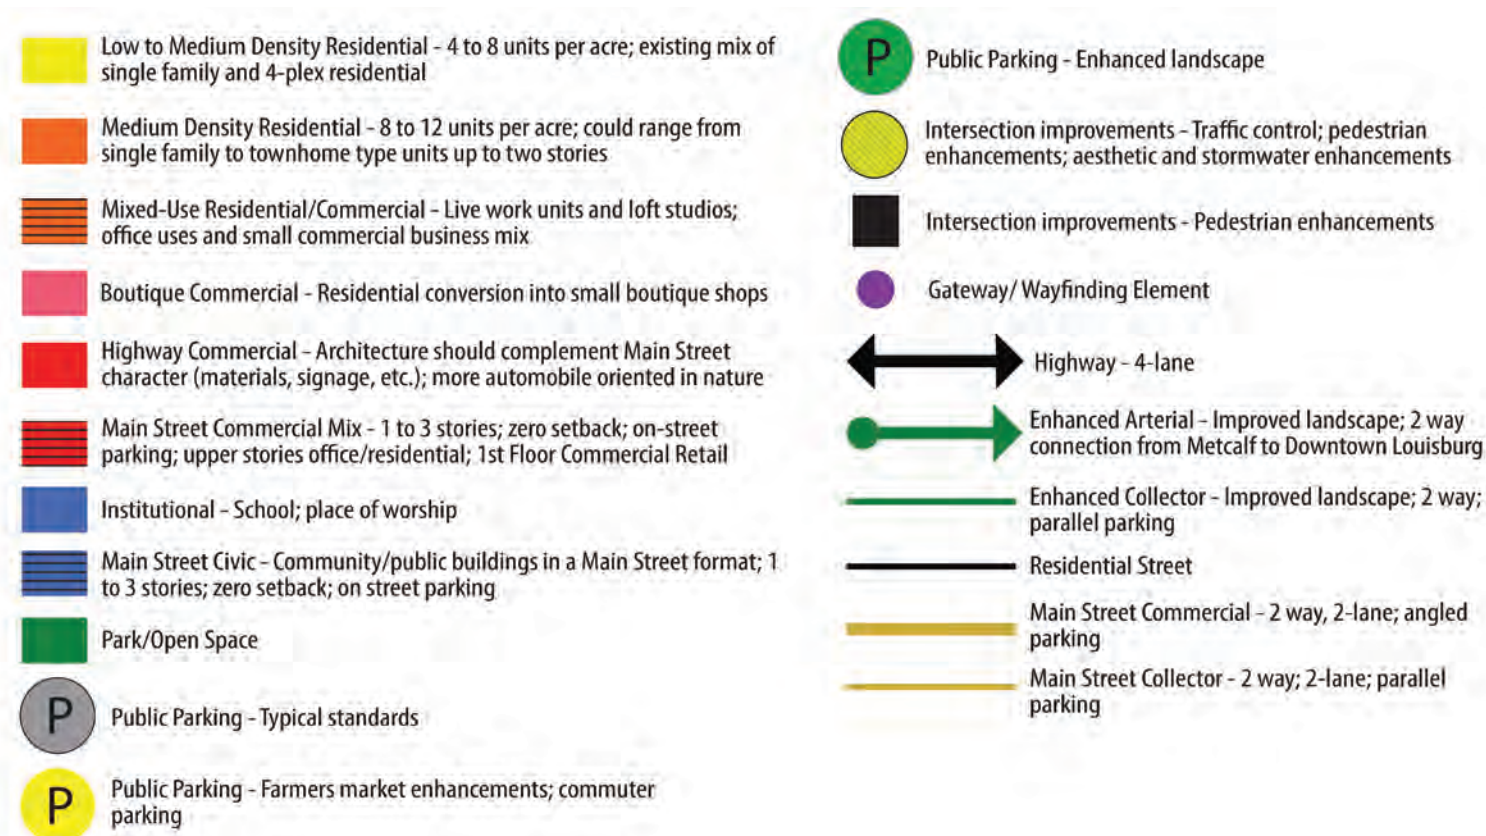 Low to Medium Density Residential - 4 to 8 units per acre; existing mix of
single family and 4-plex residential
Medium Density Residential - 8 to 12 units per acre; could range from
single family to townhome type units up to two stories
Mixed-Use Residential/Commercial - Live work units and loft studios;
office uses and small commercial business mix
Boutique Commercial - Residential conversion into small boutique shops
Highway Commercial - Architecture should complement Main Street
character (materials, signage, etc.); more automobile oriented in nature
Main Street Commercial Mix - 1 to 3 stories; zero setback; on-street
parking; upper stories office/residential; 1st Floor Commercial Retail
Institutional - School; place of worship
Main Street Civic - Community/public buildings in a Main Street format; 1
to 3 stories; zero setback; on street parking
Park/Open Space
P
Public Parking - Typical standards
P
Public Parking - Farmers market enhancements; commuter
parking
P
Public Parking - Enhanced landscape
Intersection improvements - Traffic control; pedestrian
enhancements; aesthetic and stormwater enhancements
Intersection improvements - Pedestrian enhancements
Gateway/ Wayfinding Element
Highway - 4-lane
Enhanced Arterial - Improved landscape; 2 way
connection from Metcalf to Downtown Louisburg
Enhanced Collector - Improved landscape; 2 way;
parallel parking
Residential Street
Main Street Commercial - 2 way, 2-lane; angled
parking
Main Street Collector - 2 way; 2-lane; parallel
parking